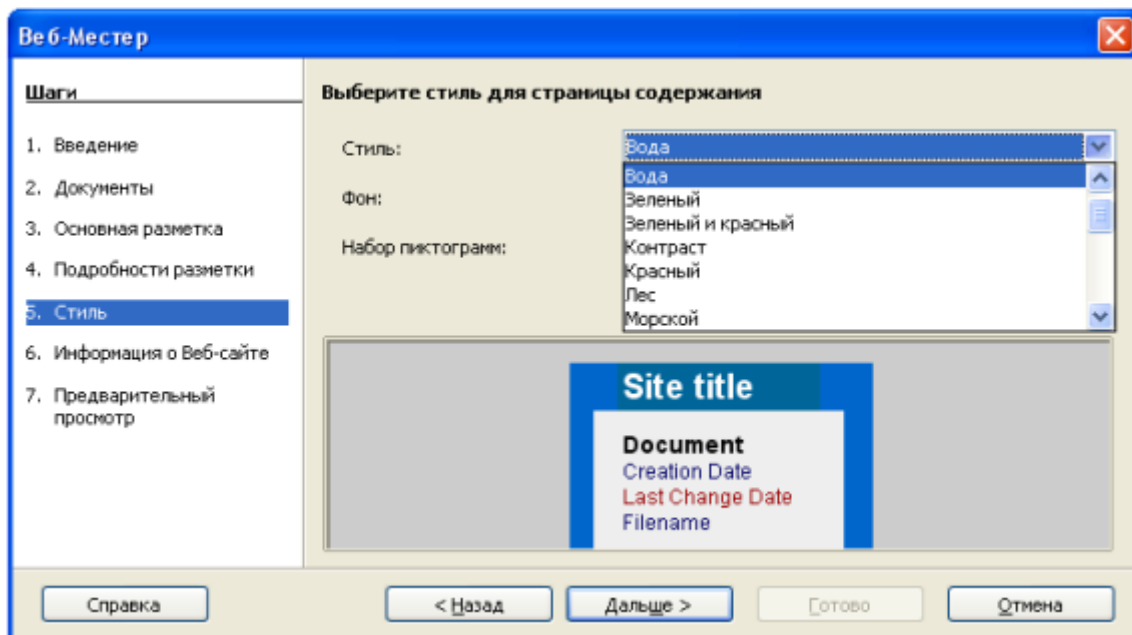 Веб-Местер
Шаги
1. Введение
2. Документы
3. Основная разметка
4. Подробности разметки
5. Стиль
6. Информация о Веб-сайте
7. Предварительный
просмотр
Выберите стиль для страницы содержания
Стиль:
Вода
Вода
Зеленый
Зеленый и красный
Контраст
Красный
Лес
Морской
Фон:
Набор пиктограмм:
Site title
Document
Creation Date
Last Change Date
Filename
Справка
< Назад
Дальше >
Готово
Отмена